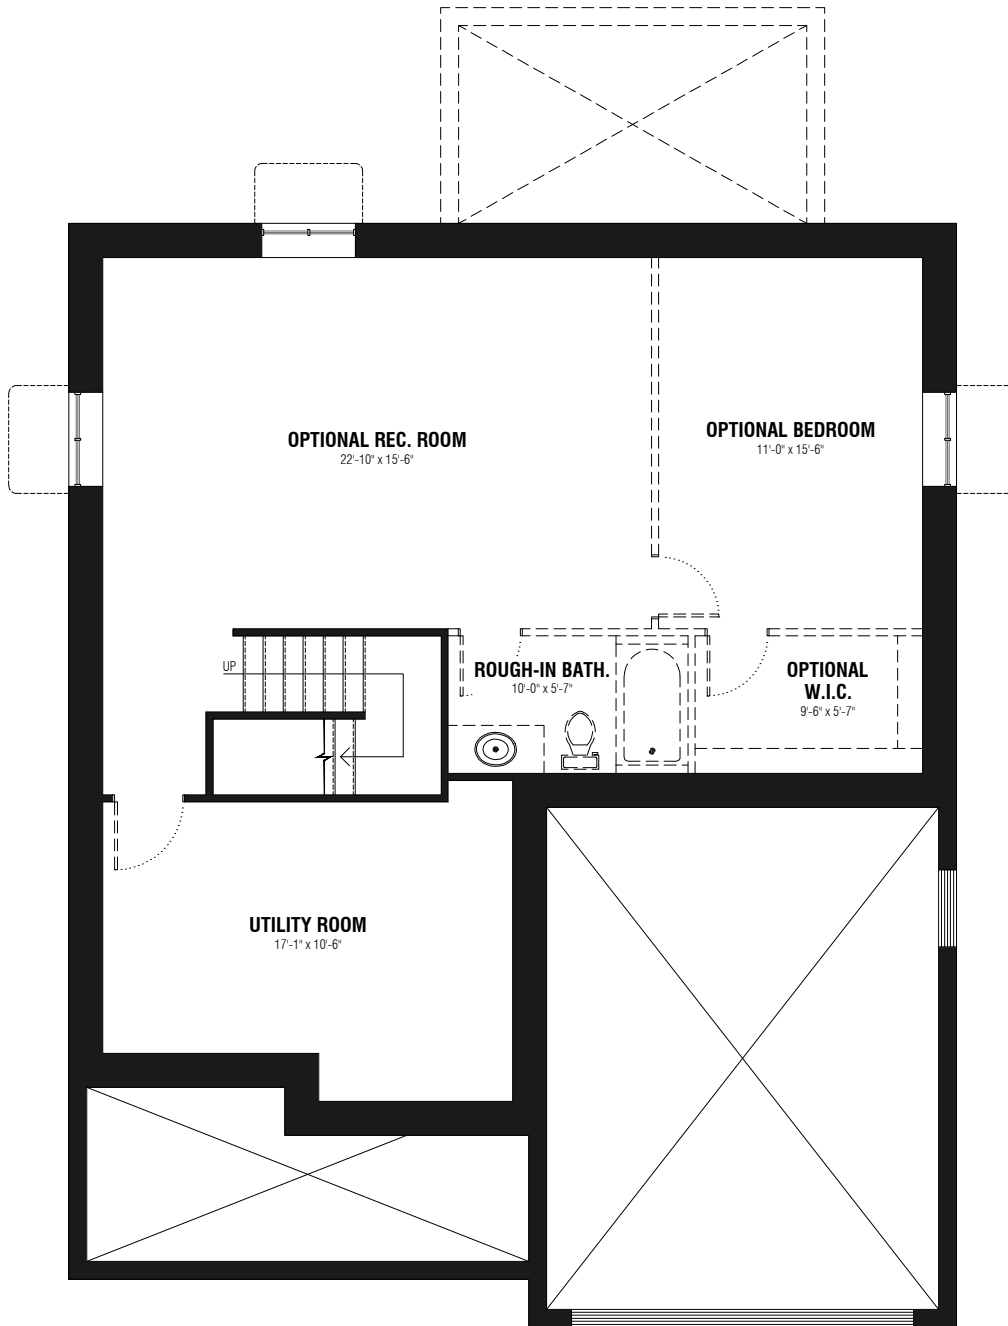 OPTIONAL REC. ROOM
22'-10" x 15'-6"
OPTIONAL BEDROOM
11'-0" x 15'-6"
UP
ROUGH-IN BATH.
10'-0" x 5'-7"
OPTIONAL
W.I.C.
9'-6" x 5'-7"
UTILITY ROOM
17'-1" x 10'-6"